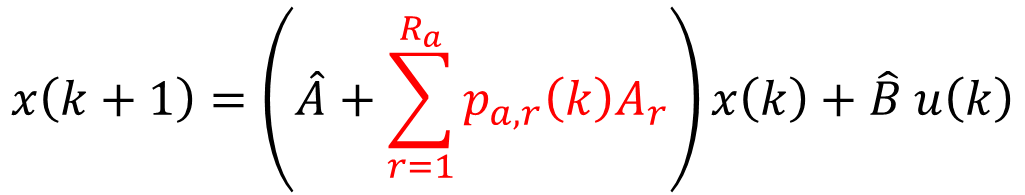 x(k + 1) = (Â + ∑_{r=1}^{R_a} p_{a,r}(k)A_r) x(k) + B̂ u(k)